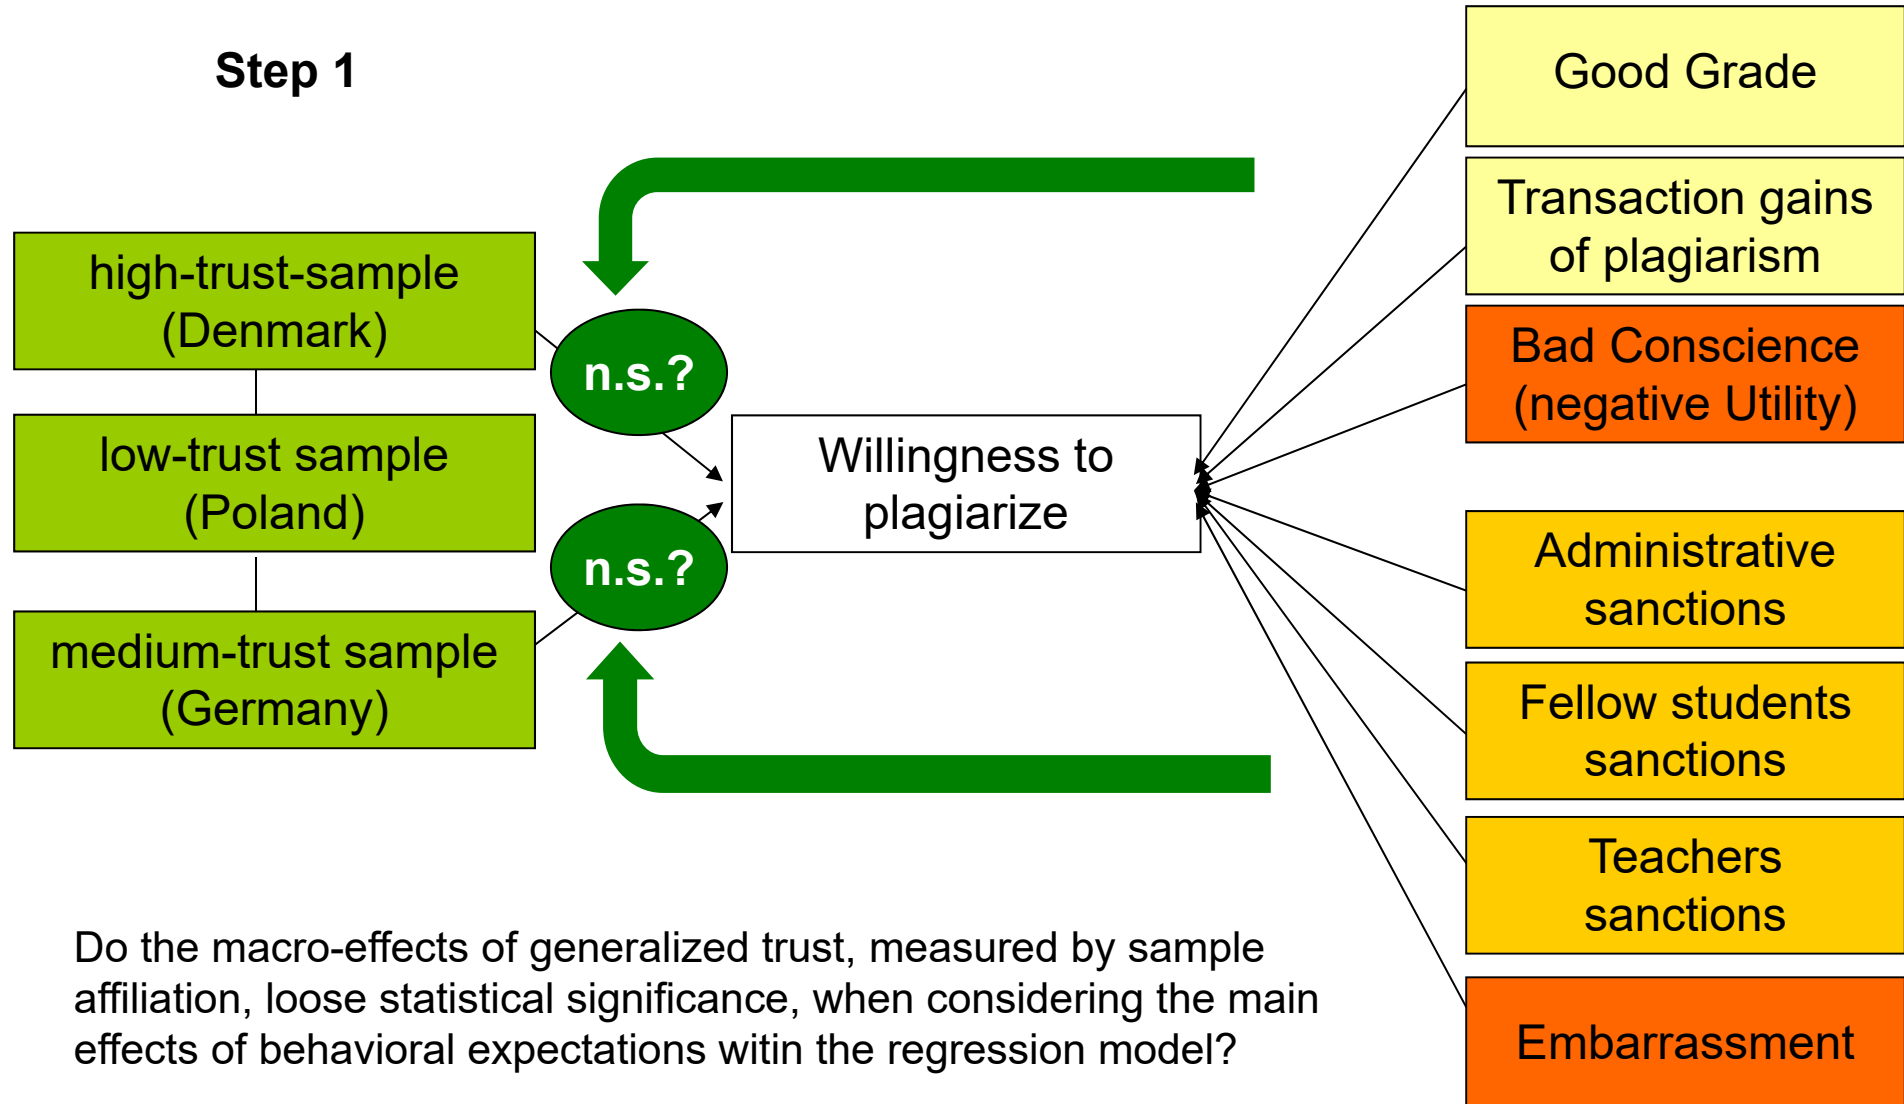 Step 1
high-trust-sample
(Denmark)
low-trust sample
(Poland)
medium-trust sample
(Germany)
n.s.?
n.s.?
Willingness to
plagiarize
Good Grade
Transaction gains
of plagiarism
Bad Conscience
(negative Utility)
Administrative
sanctions
Fellow students
sanctions
Teachers
sanctions
Embarrassment
Do the macro-effects of generalized trust, measured by sample
affiliation, loose statistical significance, when considering the main
effects of behavioral expectations witin the regression model?